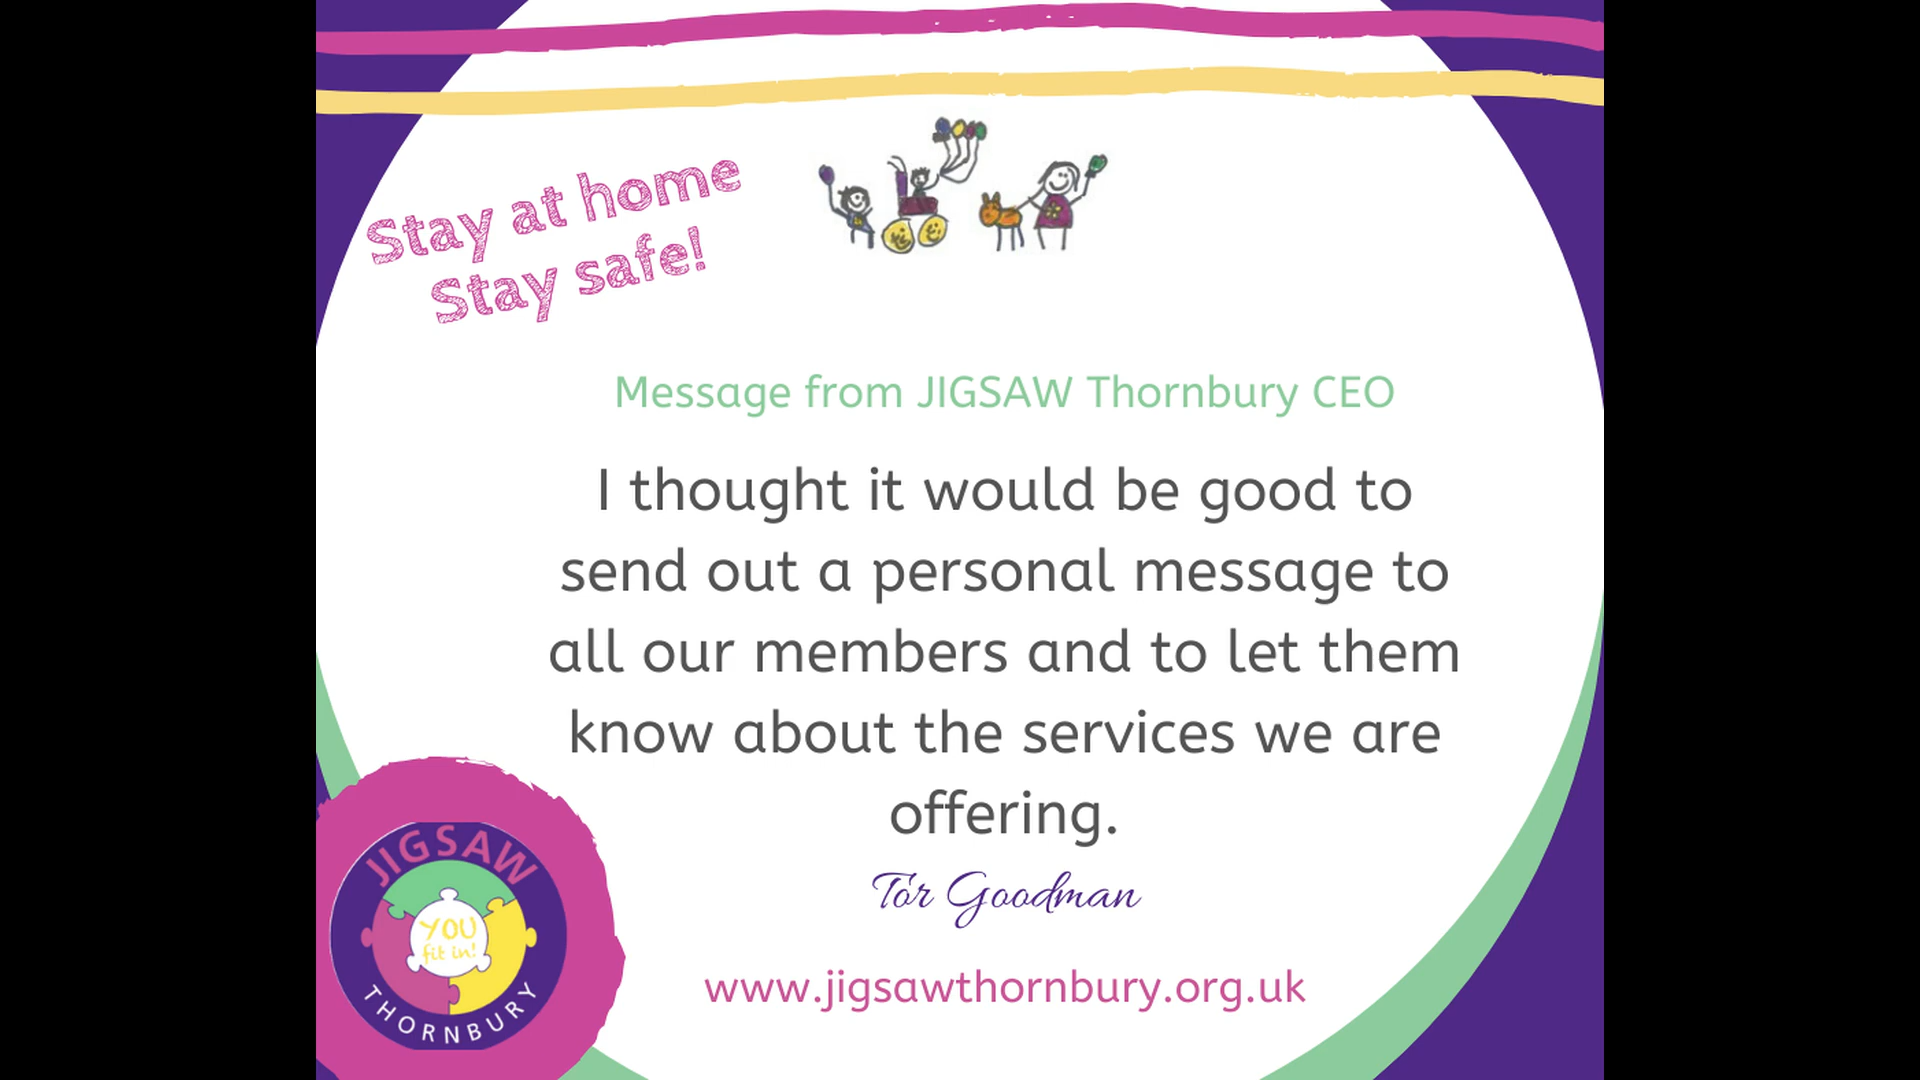 Stay at home
Stay safe!
Message from JIGSAW Thornbury CEO
I thought it would be good to
send out a personal message to
all our members and to let them
know about the services we are
offering.
Tor Goodman
www.jigsawthornbury.org.uk
JIGSAW
YOU
fit in!
THORNBURY